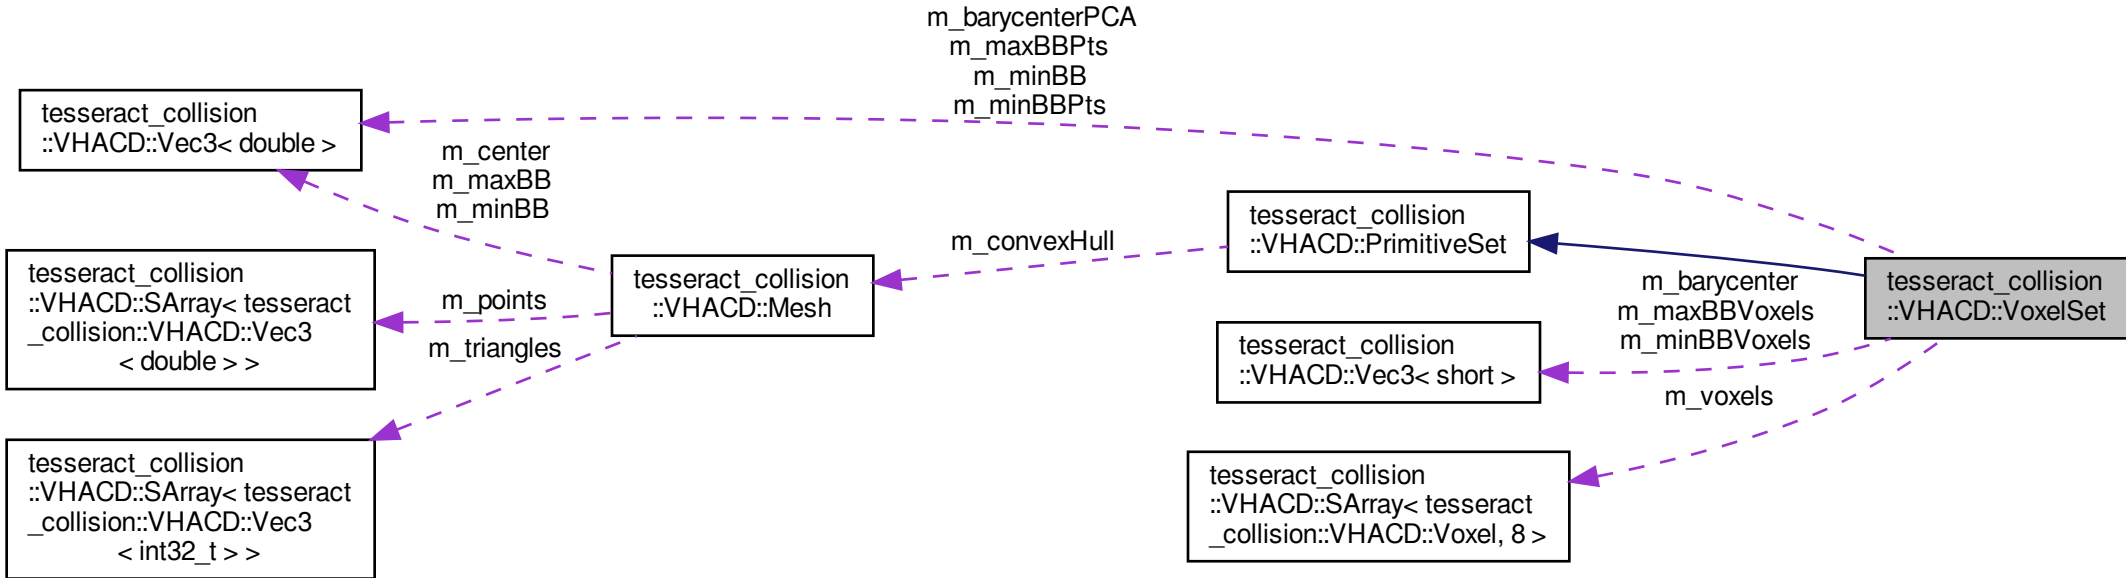 m_barycenterPCA
m_maxBBPts
m_minBB
m_minBBPts
tesseract_collision
::VHACD::Vec3< double >
m_center
m_maxBB
m_minBB
tesseract_collision
::VHACD::SArray< tesseract
_collision::VHACD::Vec3
< double > >
m_points
m_triangles
tesseract_collision
::VHACD::SArray< tesseract
_collision::VHACD::Vec3
< int32_t > >
tesseract_collision
::VHACD::Mesh
m_convexHull
tesseract_collision
::VHACD::PrimitiveSet
tesseract_collision
::VHACD::Vec3< short >
tesseract_collision
::VHACD::SArray< tesseract
_collision::VHACD::Voxel, 8 >
m_barycenter
m_maxBBVoxels
m_minBBVoxels
m_voxels
tesseract_collision
::VHACD::VoxelSet